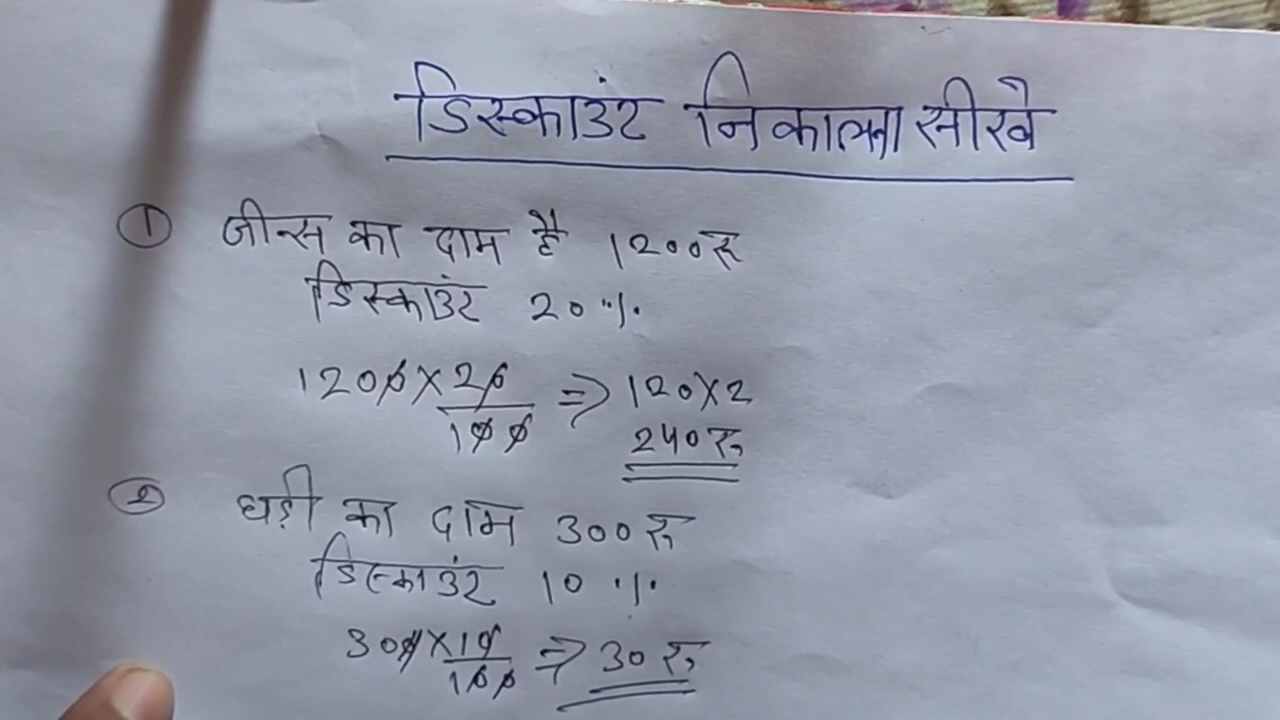 डिस्काउंट निकालना सीखे
① जीन्स का दाम है 1200रु
डिस्काउंट 20%
1200 × 20/100 ⇒ 120×2
240रु
② घड़ी का दाम 300रु
डिस्काउंट 10%
300 × 10/100 ⇒ 30रु